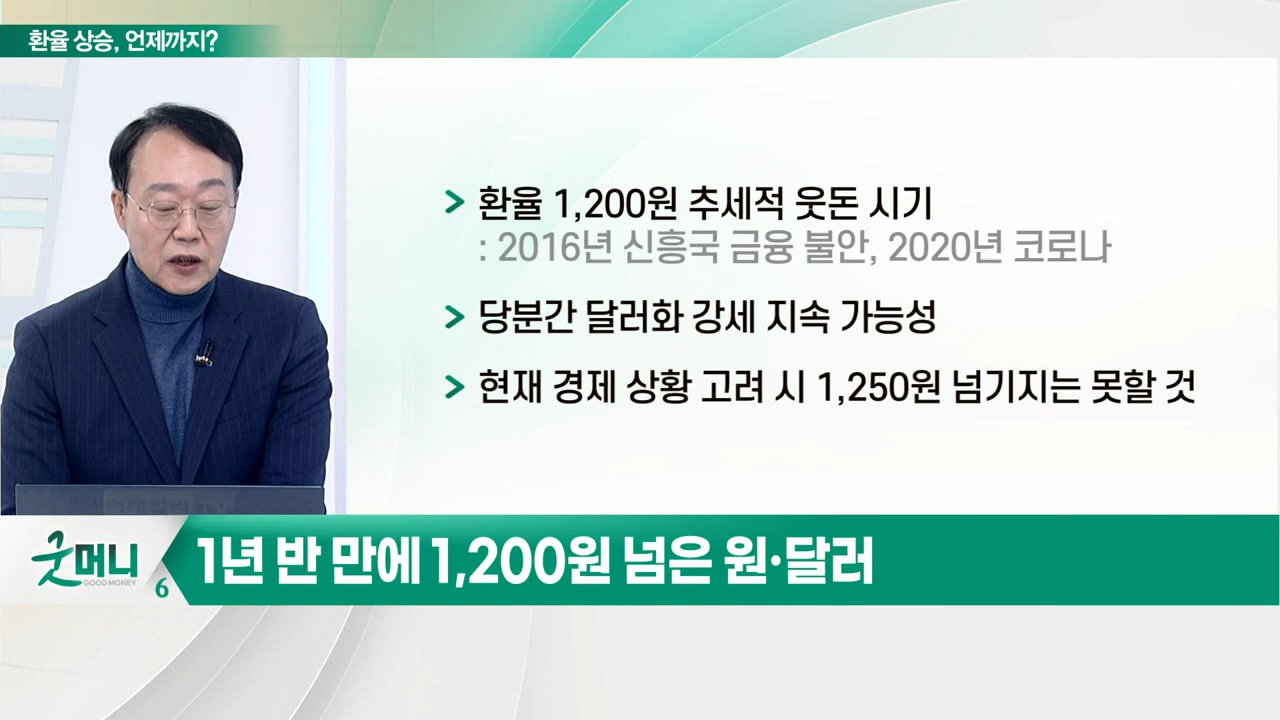 환율 상승, 언제까지?
> 환율 1,200원 추세적 웃돈 시기
: 2016년 신흥국 금융 불안, 2020년 코로나
> 당분간 달러화 강세 지속 가능성
> 현재 경제 상황 고려 시 1,250원 넘기지는 못할 것
굿머니
GOOD MONEY
6
1년 반 만에 1,200원 넘은 원·달러